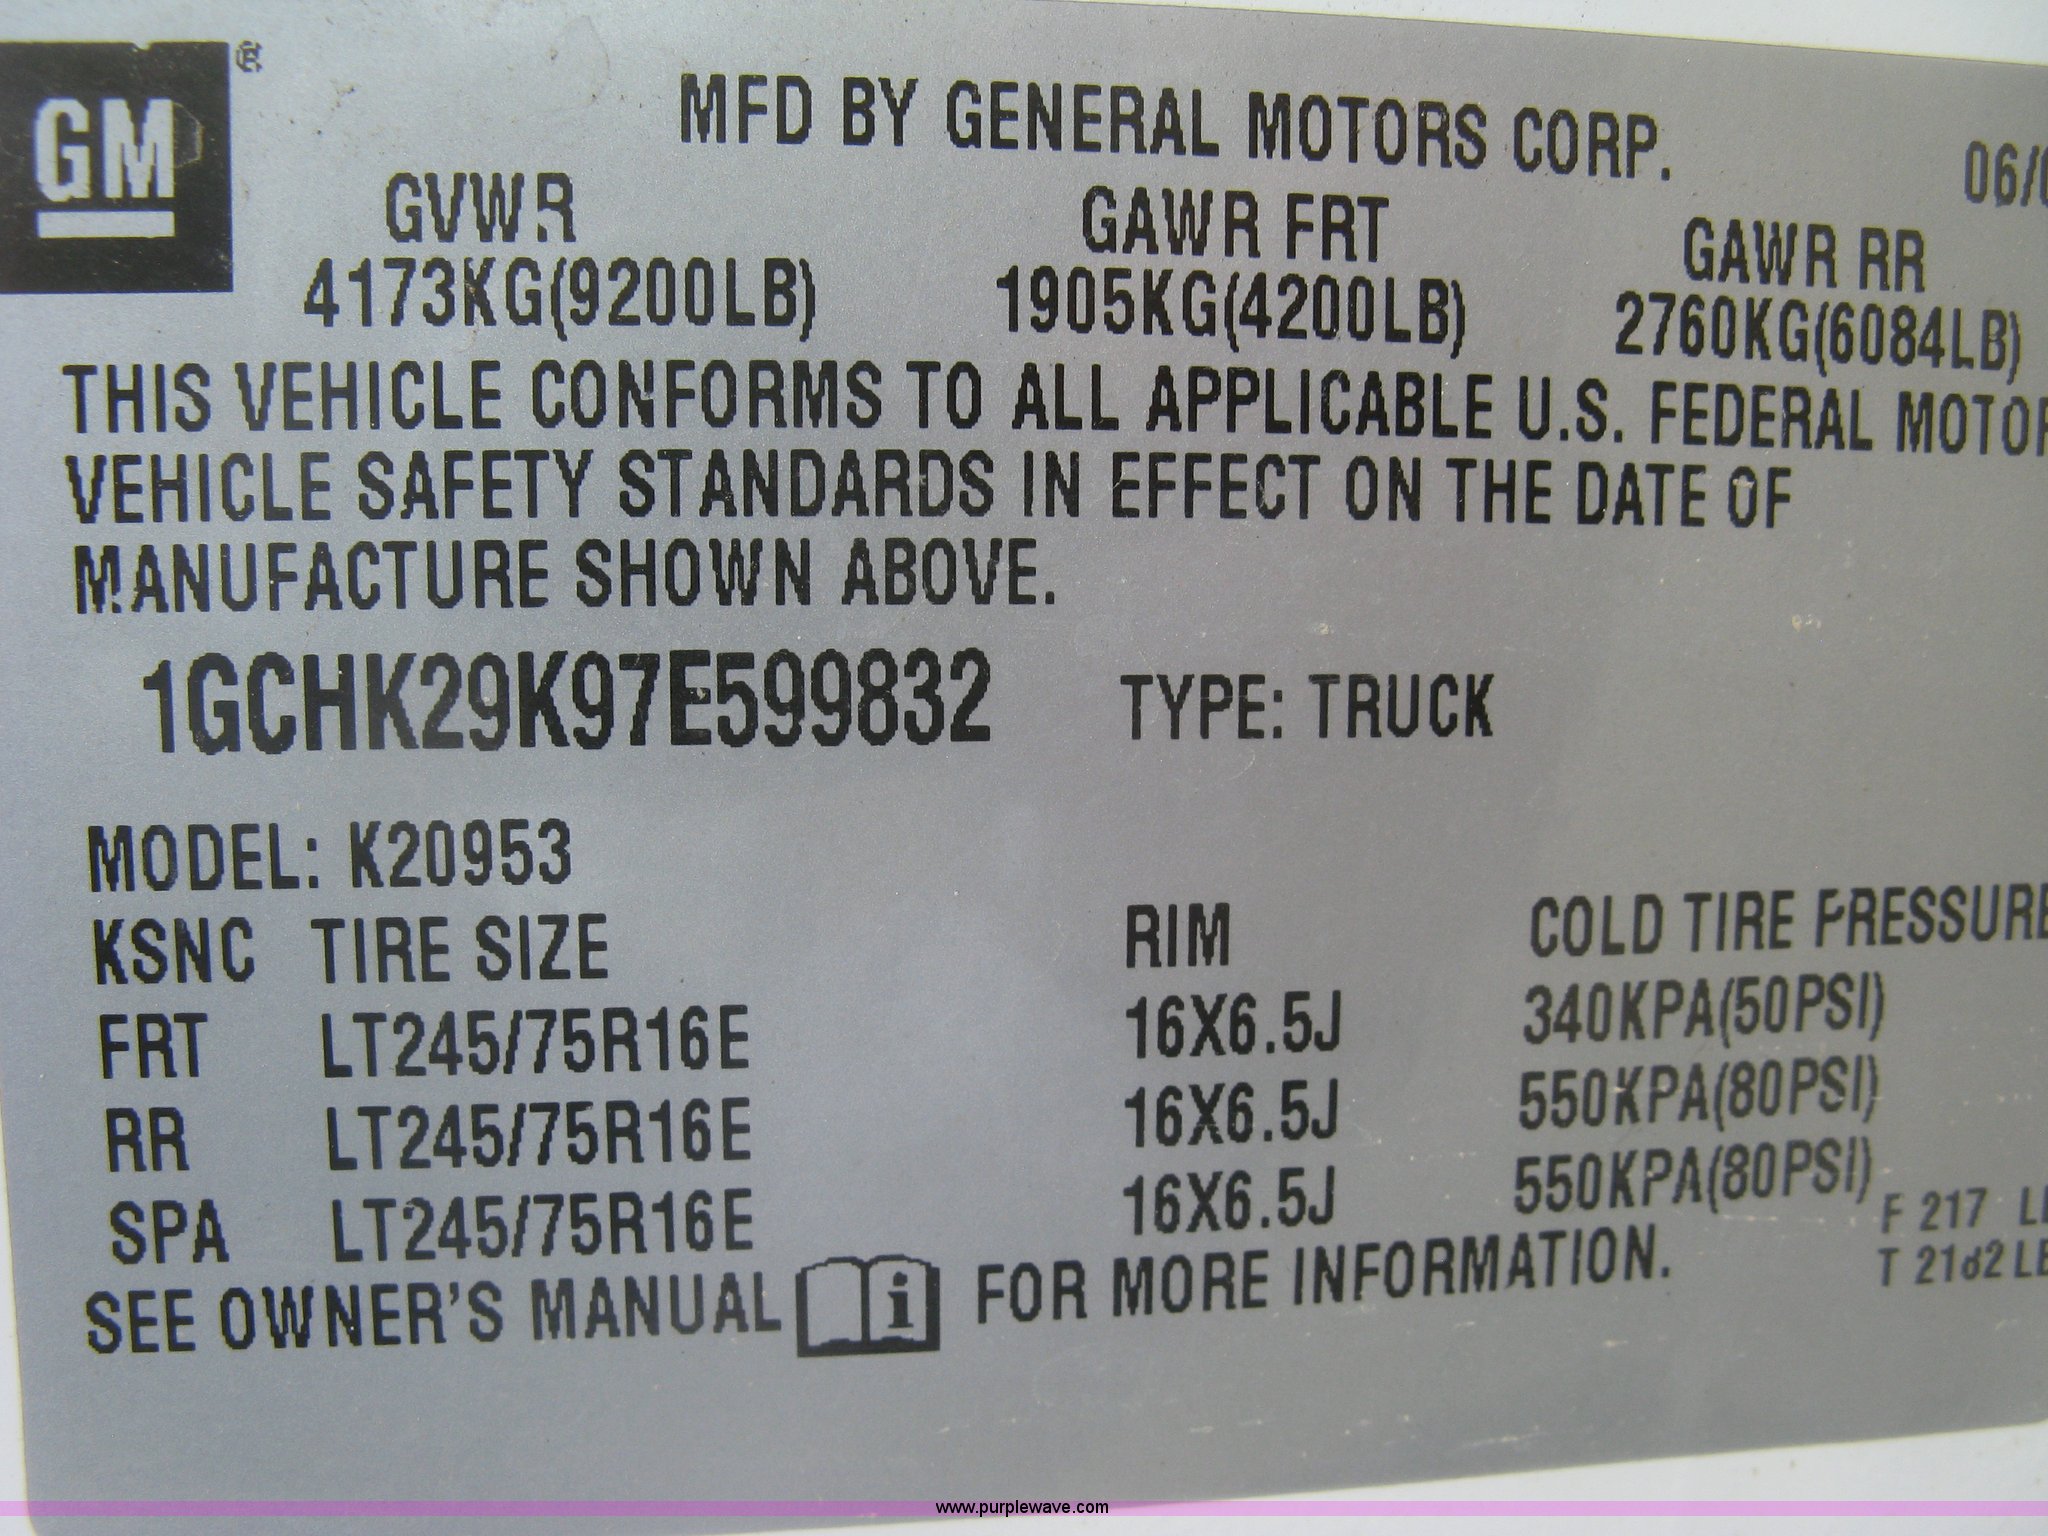 GM
MFD BY GENERAL MOTORS CORP.
06/0
GVWR GAWR FRT GAWR RR
4173KG(9200LB) 1905KG(4200LB) 2760KG(6084LB)
THIS VEHICLE CONFORMS TO ALL APPLICABLE U.S. FEDERAL MOTOR
VEHICLE SAFETY STANDARDS IN EFFECT ON THE DATE OF
MANUFACTURE SHOWN ABOVE.
1GCHK29K97E599832 TYPE: TRUCK
MODEL: K20953
KSNC TIRE SIZE RIM COLD TIRE PRESSURE
FRT LT245/75R16E 16X6.5J 340KPA(50PSI)
RR LT245/75R16E 16X6.5J 550KPA(80PSI)
SPA LT245/75R16E 16X6.5J 550KPA(80PSI)
F 217
SEE OWNER'S MANUAL i FOR MORE INFORMATION.
T
www.purplewave.com